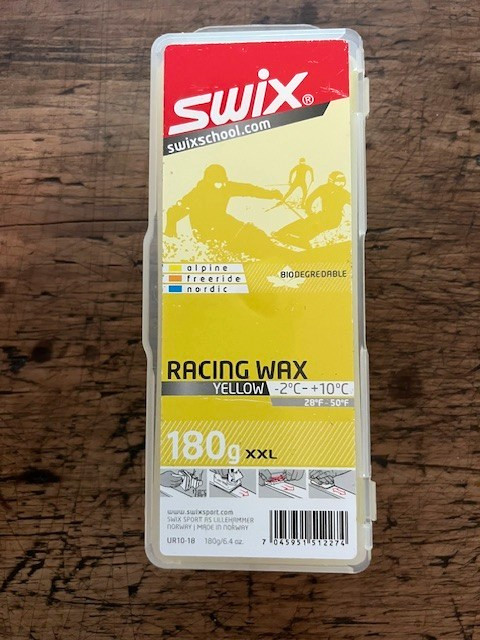 SWIX®
swixschool.com
alpine
freeride
nordic
BIODEGREDABLE
RACING WAX
YELLOW -2°C- +10°C
28°F - 50°F
180g XXL
www.swixsport.com
SWIX SPORT AS LILLEHAMMER
NORWAY | MADE IN NORWAY
UR10-18 180g/6.4 oz.
7 045951 512274